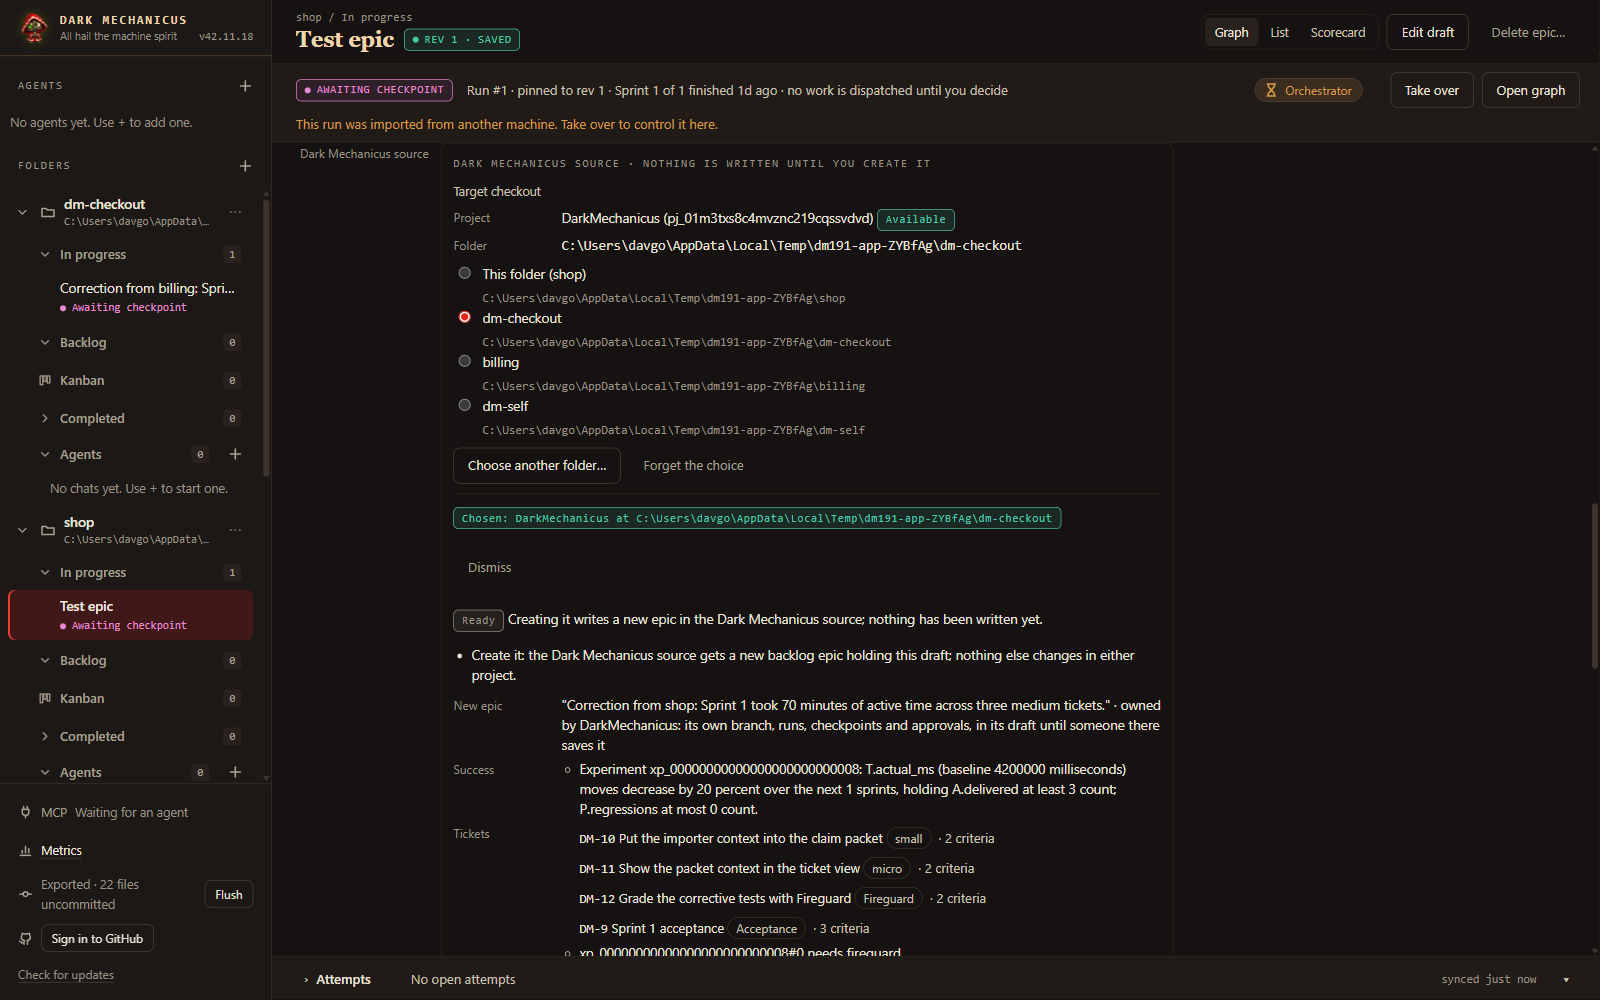 DARK MECHANICUS
All hail the machine spirit v42.11.18
AGENTS
No agents yet. Use + to add one.
FOLDERS
dm-checkout
C:\Users\davgo\AppData\_…
In progress 1
Correction from billing: Spri...
Awaiting checkpoint
Backlog 0
Kanban 0
Completed 0
Agents 0
No chats yet. Use + to start one.
shop
C:\Users\davgo\AppData\_…
In progress 1
Test epic
Awaiting checkpoint
Backlog 0
Kanban 0
Completed 0
Agents 0
MCP Waiting for an agent
Metrics
Exported · 22 files
uncommitted
Flush
Sign in to GitHub
Check for updates
shop / In progress
Test epic
REV 1 · SAVED
Graph List Scorecard
Edit draft
Delete epic...
AWAITING CHECKPOINT Run #1 · pinned to rev 1 · Sprint 1 of 1 finished 1d ago · no work is dispatched until you decide
Orchestrator
Take over
Open graph
This run was imported from another machine. Take over to control it here.
Dark Mechanicus source
DARK MECHANICUS SOURCE · NOTHING IS WRITTEN UNTIL YOU CREATE IT
Target checkout
Project DarkMechanicus (pj_01m3txs8c4mvznc219cqssvdvd) Available
Folder C:\Users\davgo\AppData\Local\Temp\dm191-app-ZYBfAg\dm-checkout
This folder (shop)
C:\Users\davgo\AppData\Local\Temp\dm191-app-ZYBfAg\shop
dm-checkout
C:\Users\davgo\AppData\Local\Temp\dm191-app-ZYBfAg\dm-checkout
billing
C:\Users\davgo\AppData\Local\Temp\dm191-app-ZYBfAg\billing
dm-self
C:\Users\davgo\AppData\Local\Temp\dm191-app-ZYBfAg\dm-self
Choose another folder... Forget the choice
Chosen: DarkMechanicus at C:\Users\davgo\AppData\Local\Temp\dm191-app-ZYBfAg\dm-checkout
Dismiss
Ready Creating it writes a new epic in the Dark Mechanicus source; nothing has been written yet.
• Create it: the Dark Mechanicus source gets a new backlog epic holding this draft; nothing else changes in either
project.
New epic "Correction from shop: Sprint 1 took 70 minutes of active time across three medium tickets." · owned
by DarkMechanicus: its own branch, runs, checkpoints and approvals, in its draft until someone there
saves it
Success Experiment xp_00000000000000000000000008: T.actual_ms (baseline 4200000 milliseconds)
moves decrease by 20 percent over the next 1 sprints, holding A.delivered at least 3 count;
P.regressions at most 0 count.
Tickets DM-10 Put the importer context into the claim packet small · 2 criteria
DM-11 Show the packet context in the ticket view micro · 2 criteria
DM-12 Grade the corrective tests with Fireguard Fireguard · 2 criteria
DM-9 Sprint 1 acceptance Acceptance · 3 criteria
xp_00000000000000000000000008#0 needs fireguard
Attempts No open attempts
synced just now